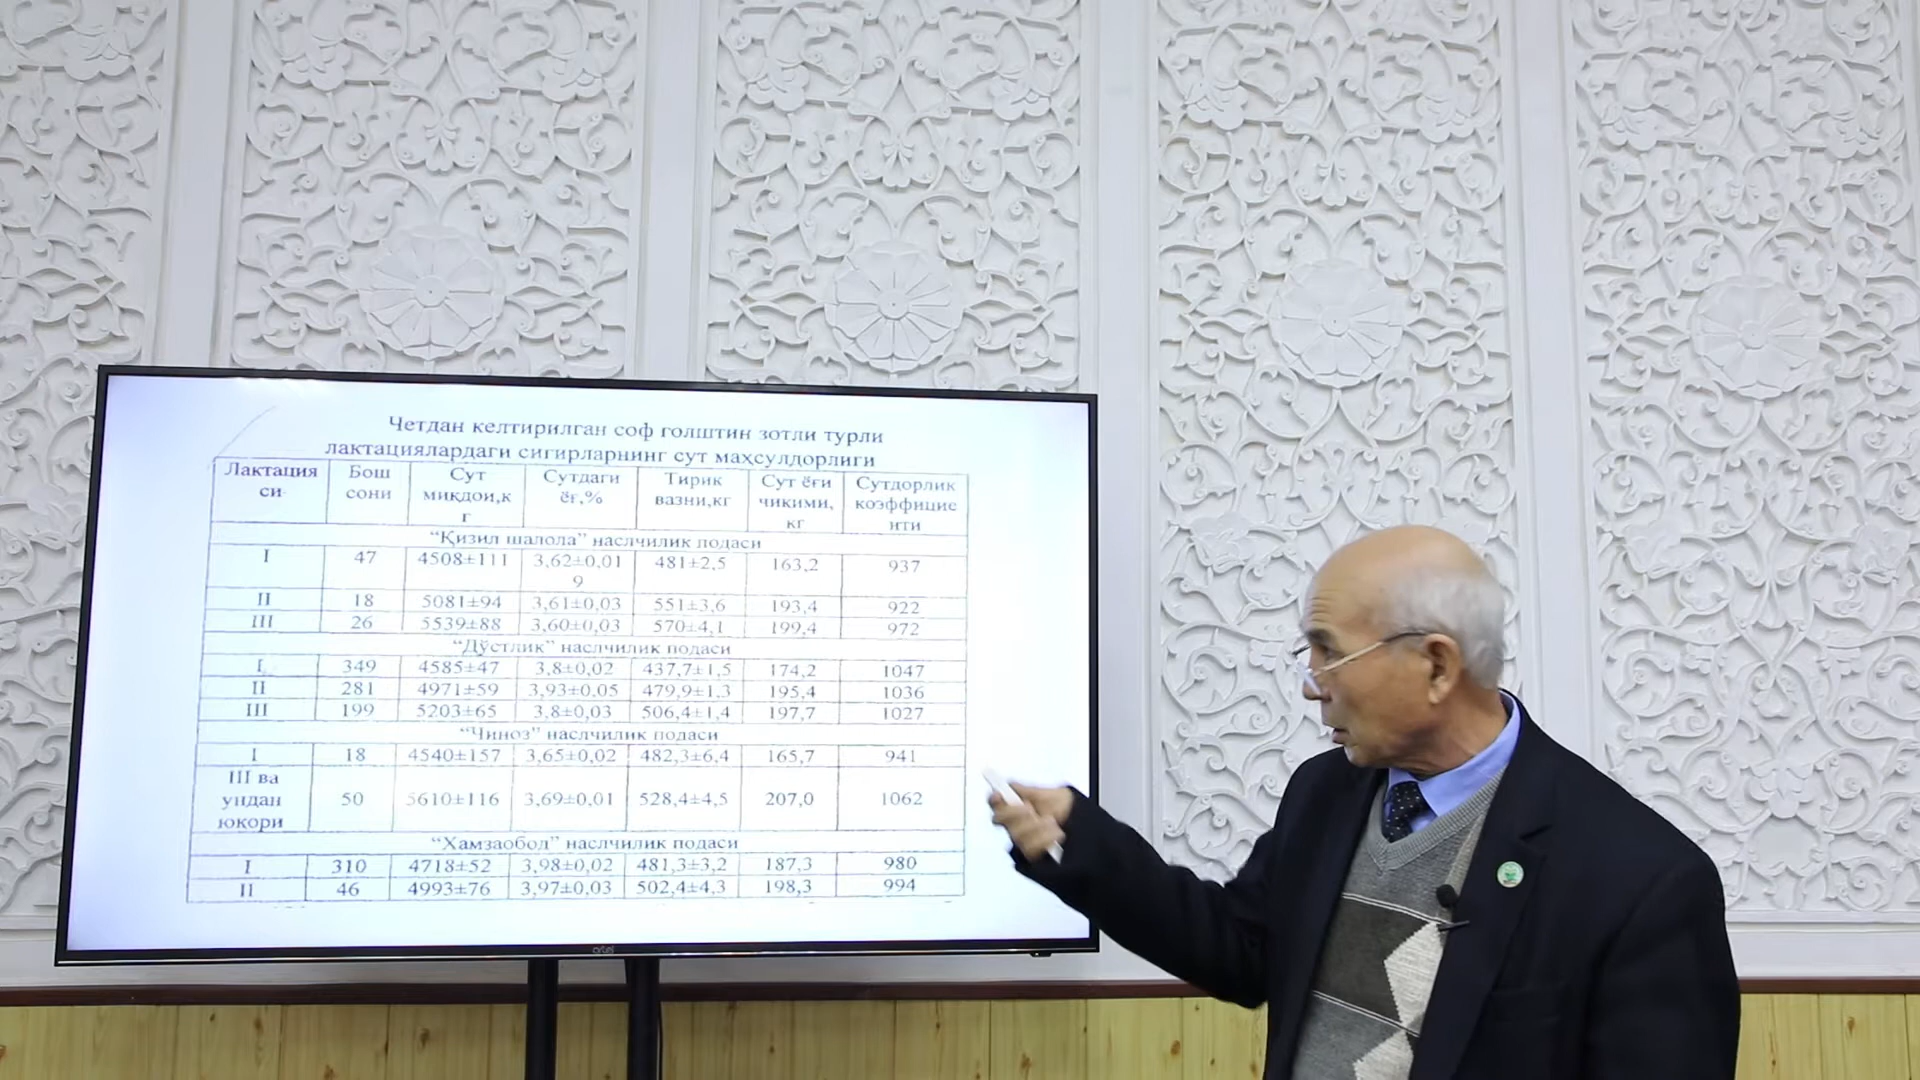 Четдан келтирилган соф голштин зотли турли
лактациялардаги сигирларнинг сут маҳсулдорлиги
Лактация си Бош сони Сут миқдои,к г Сутдаги ёғ,% Тирик вазни,кг Сут ёғи чиқими, кг Сутдорлик коэффицие нти
“Қизил шалола” наслчилик подаси
I 47 4508±111 3,62±0,01 9 481±2,5 163,2 937
II 18 5081±94 3,61±0,03 551±3,6 193,4 922
III 26 5539±88 3,60±0,03 570±4,1 199,4 972
“Дўстлик” наслчилик подаси
I 349 4585±47 3,8±0,02 437,7±1,5 174,2 1047
II 281 4971±59 3,93±0,05 479,9±1,3 195,4 1036
III 199 5203±65 3,8±0,03 506,4±1,4 197,7 1027
“Чиноз” наслчилик подаси
I 18 4540±157 3,65±0,02 482,3±6,4 165,7 941
III ва ундан юқори 50 5610±116 3,69±0,01 528,4±4,5 207,0 1062
“Хамзаобод” наслчилик подаси
I 310 4718±52 3,98±0,02 481,3±3,2 187,3 980
II 46 4993±76 3,97±0,03 502,4±4,3 198,3 994
artel